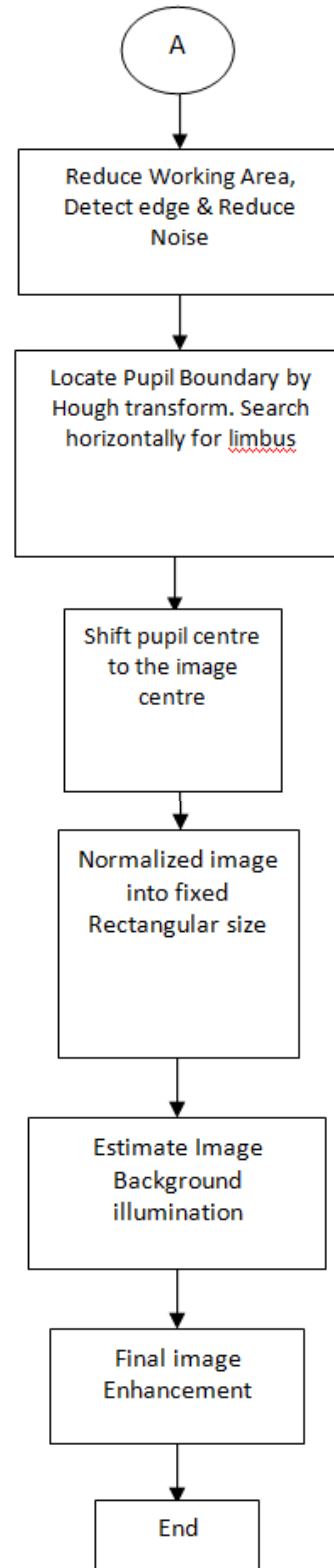 A
Reduce Working Area,
Detect edge & Reduce
Noise
Locate Pupil Boundary by
Hough transform. Search
horizontally for limbus
Shift pupil centre
to the image
centre
Normalized image
into fixed
Rectangular size
Estimate Image
Background
illumination
Final image
Enhancement
End